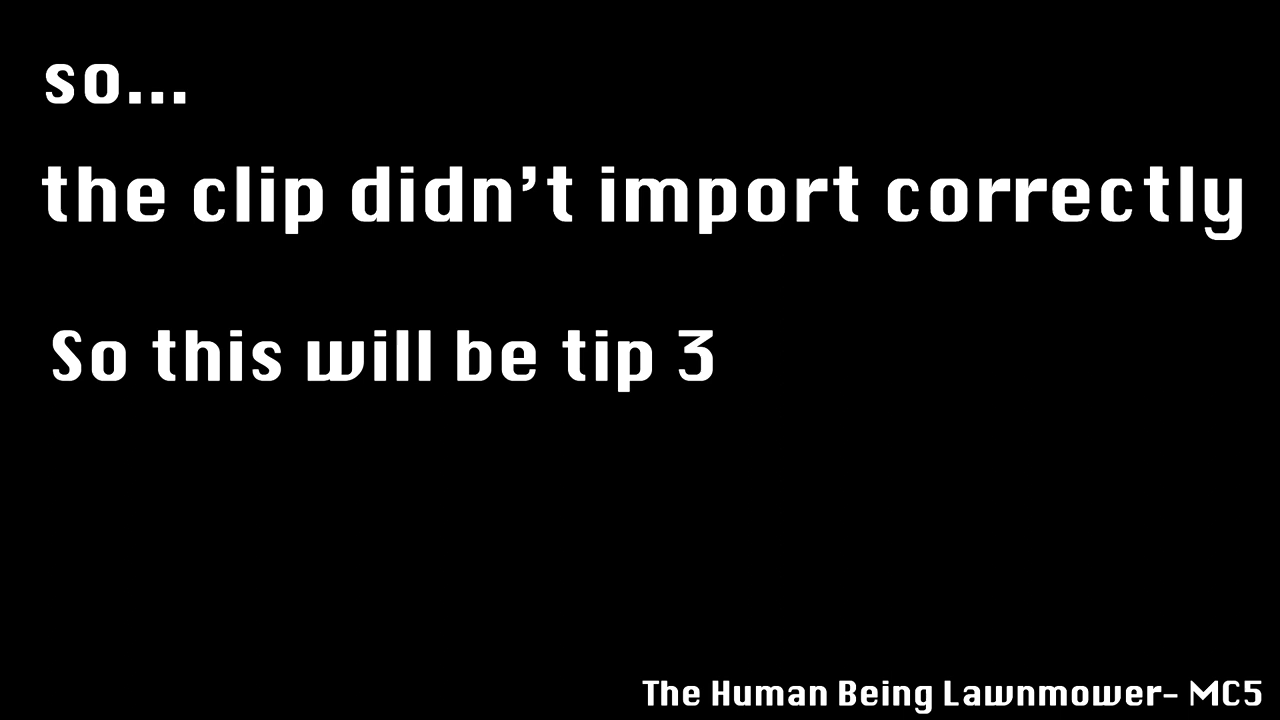 so...
the clip didn't import correctly
So this will be tip 3
The Human Being Lawnmower- MC5